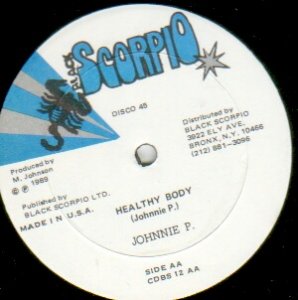 BLACK
SCORPIO
DISCO 45
Distributed by
BLACK SCORPIO
3922 ELY AVE,
BRONX, N.Y. 10466
(212) 881-3096
Produced by
M. Johnson
© ℗ 1989
Published by
BLACK SCORPIO LTD.
MADE IN U.S.A.
HEALTHY BODY
(Johnnie P.)
JOHNNIE P.
SIDE AA
CDBS 12 AA